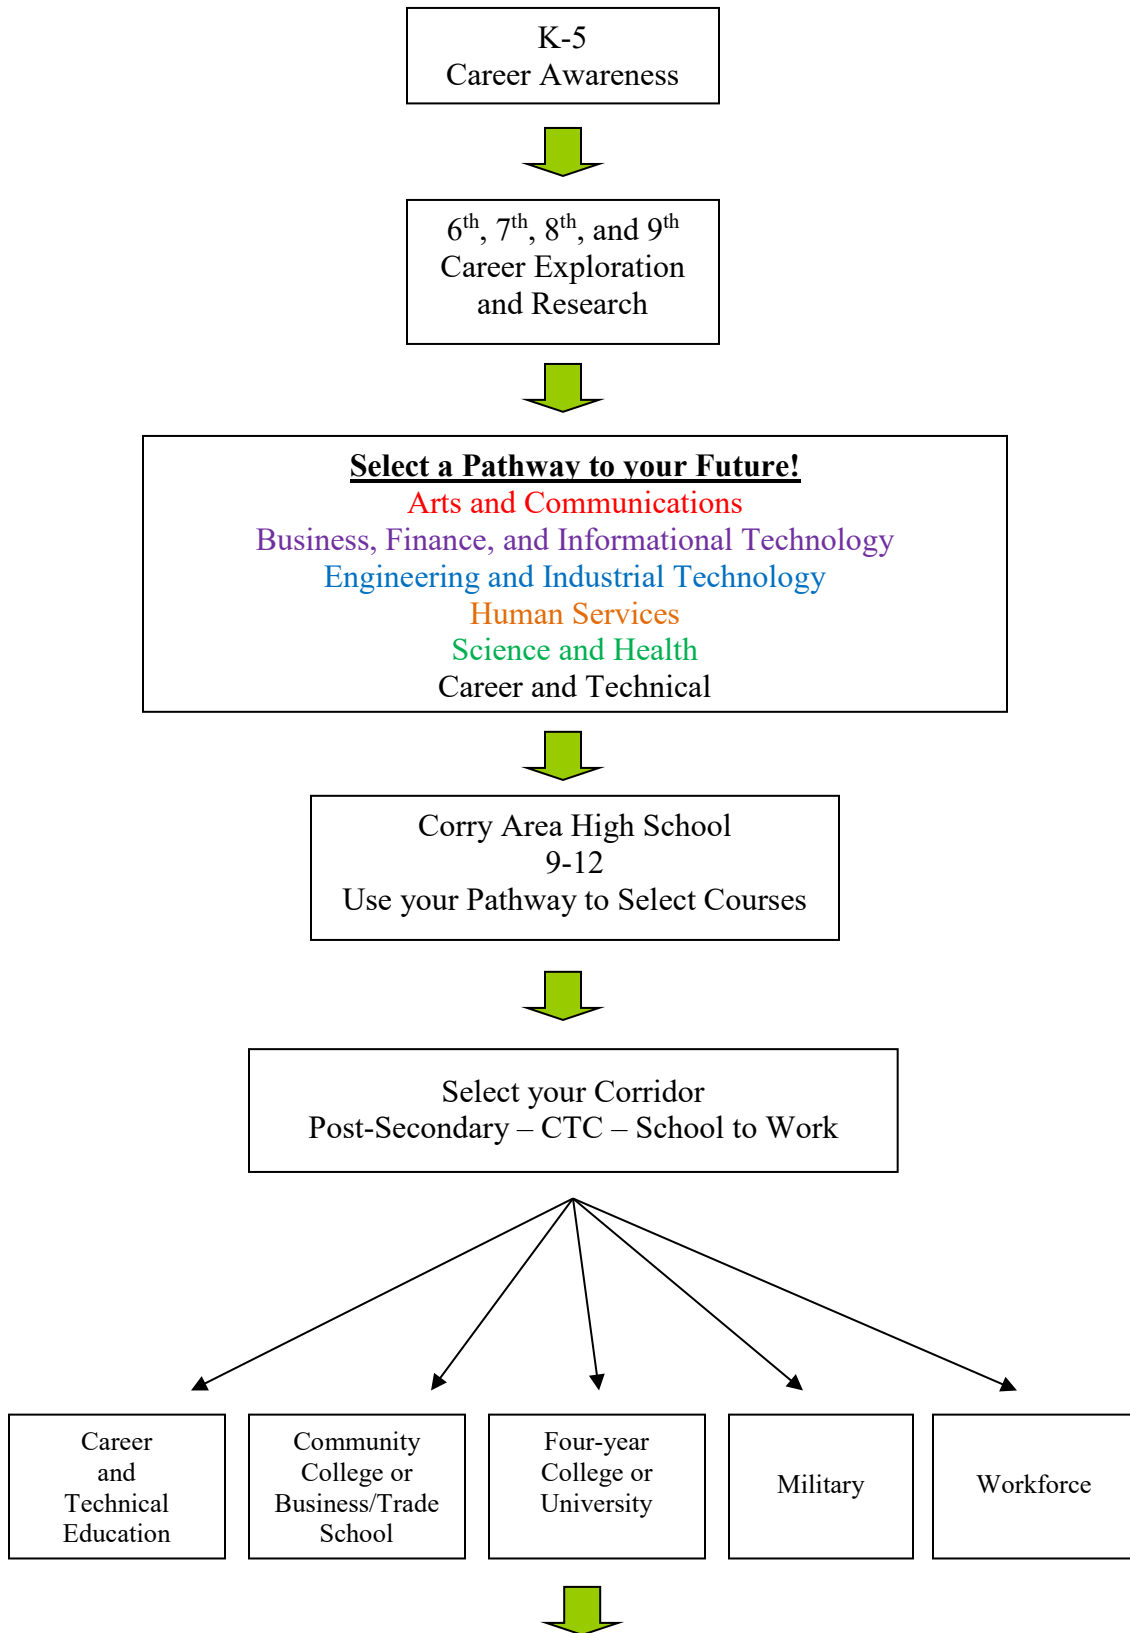 K-5
Career Awareness
6th, 7th, 8th, and 9th
Career Exploration
and Research
Select a Pathway to your Future!
Arts and Communications
Business, Finance, and Informational Technology
Engineering and Industrial Technology
Human Services
Science and Health
Career and Technical
Corry Area High School
9-12
Use your Pathway to Select Courses
Select your Corridor
Post-Secondary – CTC – School to Work
Career
and
Technical
Education
Community
College or
Business/Trade
School
Four-year
College or
University
Military
Workforce